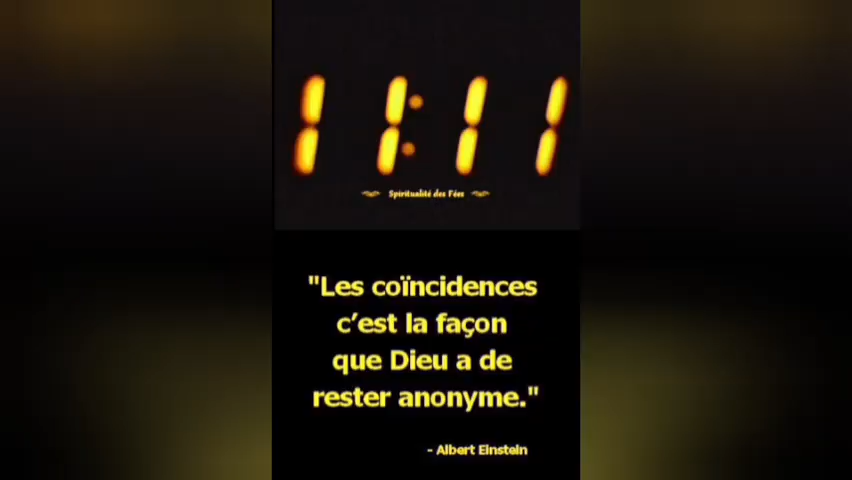 11:11
Spiritualité des Fées
"Les coïncidences
c’est la façon
que Dieu a de
rester anonyme."
- Albert Einstein